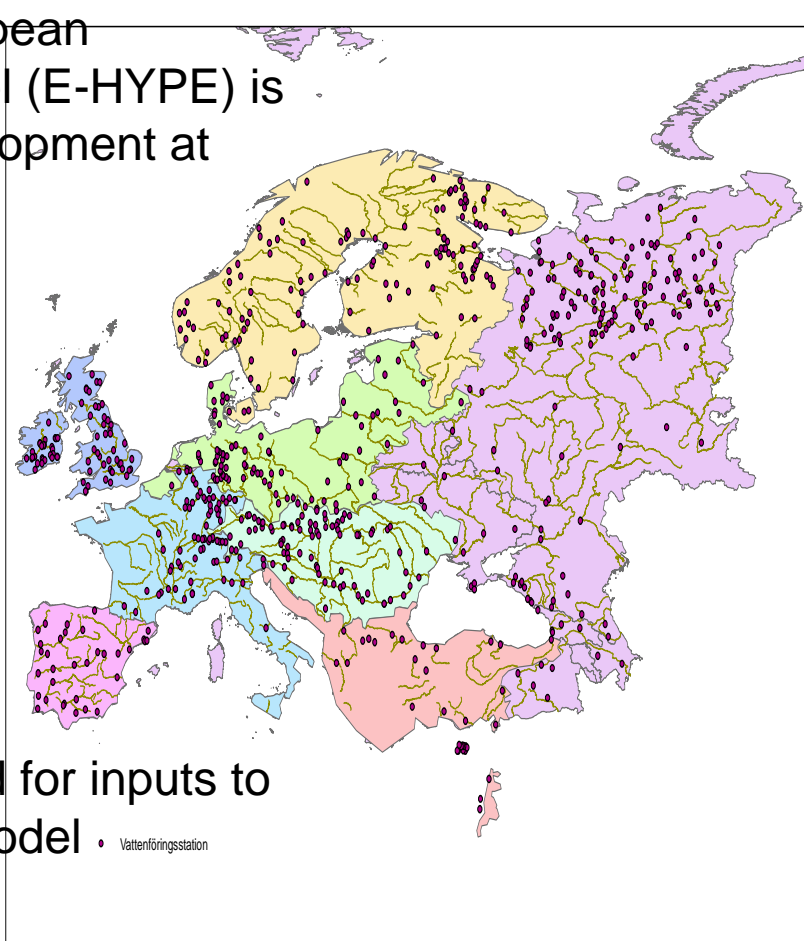 pean
l (E-HYPE) is
opment at
d for inputs to
odel
Vattenföringsstation